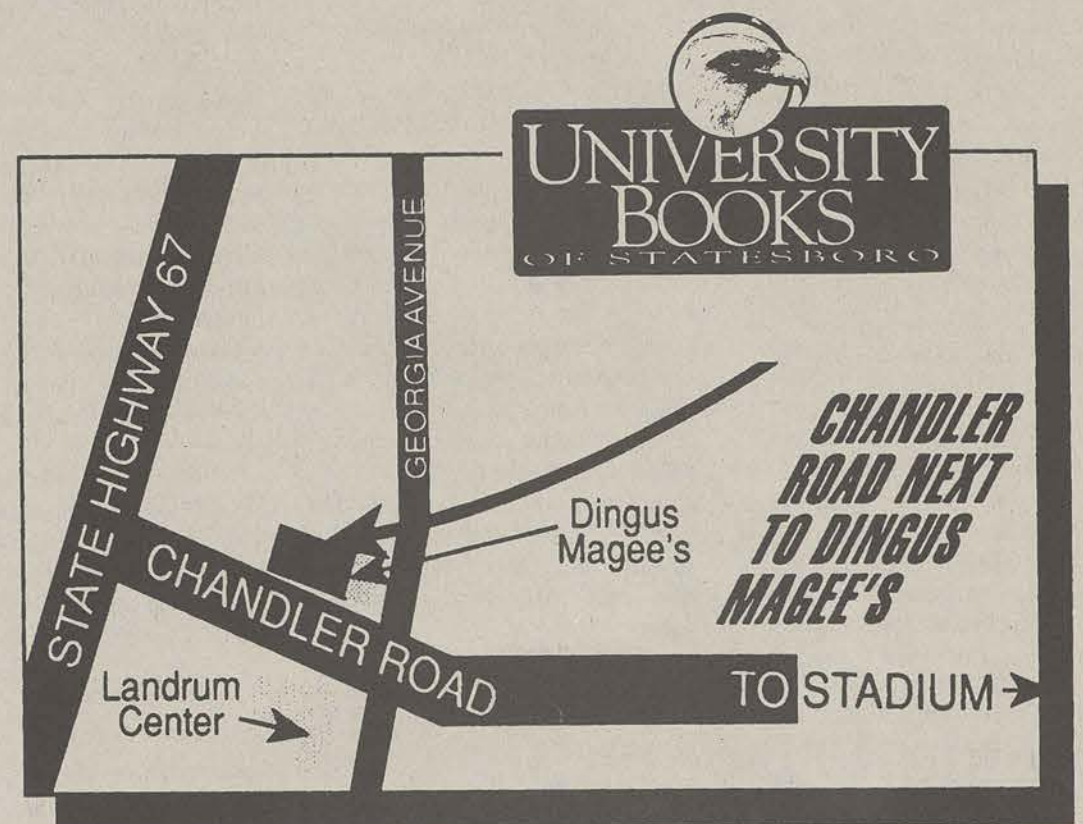 UNIVERSITY
BOOKS
OF STATESBORO
STATE HIGHWAY 67
GEORGIA AVENUE
CHANDLER
ROAD NEXT
TO DINGUS
MAGEE'S
Dingus
Magee's
CHANDLER ROAD
Landrum
Center
TO STADIUM